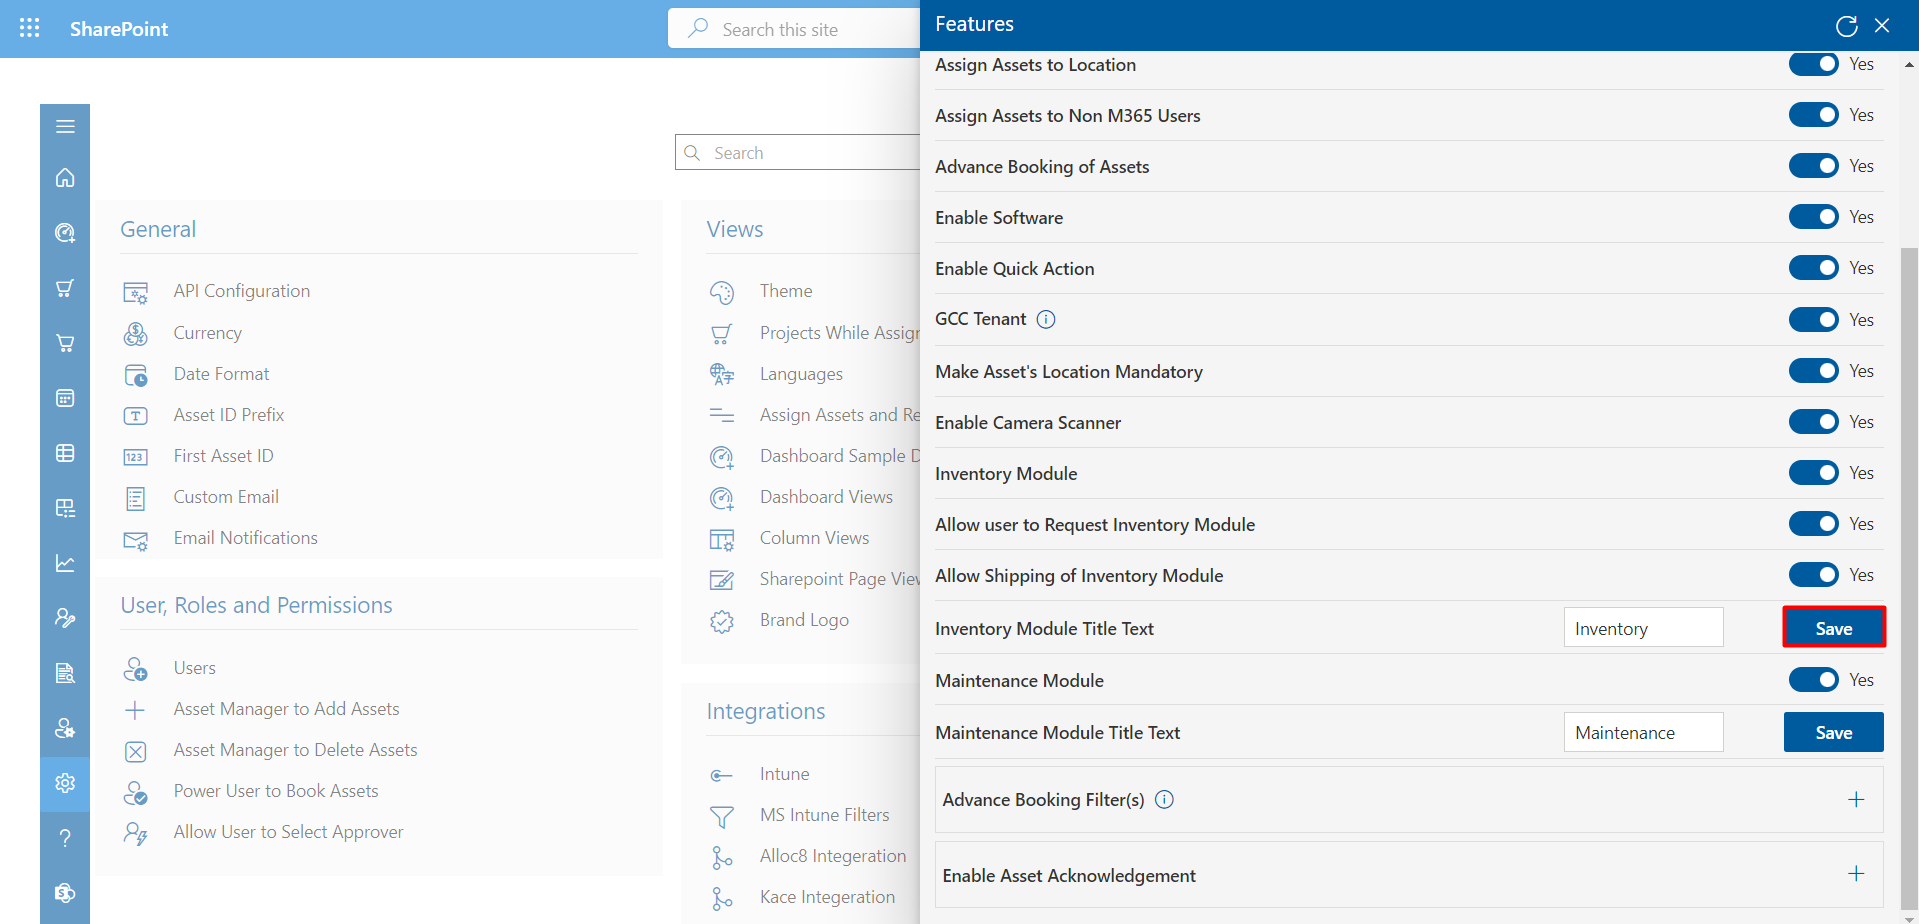 SharePoint
Search this site
Search
General
API Configuration
Currency
Date Format
Asset ID Prefix
First Asset ID
Custom Email
Email Notifications
User, Roles and Permissions
Users
Asset Manager to Add Assets
Asset Manager to Delete Assets
Power User to Book Assets
Allow User to Select Approver
Views
Theme
Projects While Assign
Languages
Assign Assets and Re
Dashboard Sample D
Dashboard Views
Column Views
Sharepoint Page View
Brand Logo
Integrations
Intune
MS Intune Filters
Alloc8 Integeration
Kace Integeration
Features
Assign Assets to Location Yes
Assign Assets to Non M365 Users Yes
Advance Booking of Assets Yes
Enable Software Yes
Enable Quick Action Yes
GCC Tenant Yes
Make Asset's Location Mandatory Yes
Enable Camera Scanner Yes
Inventory Module Yes
Allow user to Request Inventory Module Yes
Allow Shipping of Inventory Module Yes
Inventory Module Title Text Inventory Save
Maintenance Module Yes
Maintenance Module Title Text Maintenance Save
Advance Booking Filter(s)
Enable Asset Acknowledgement